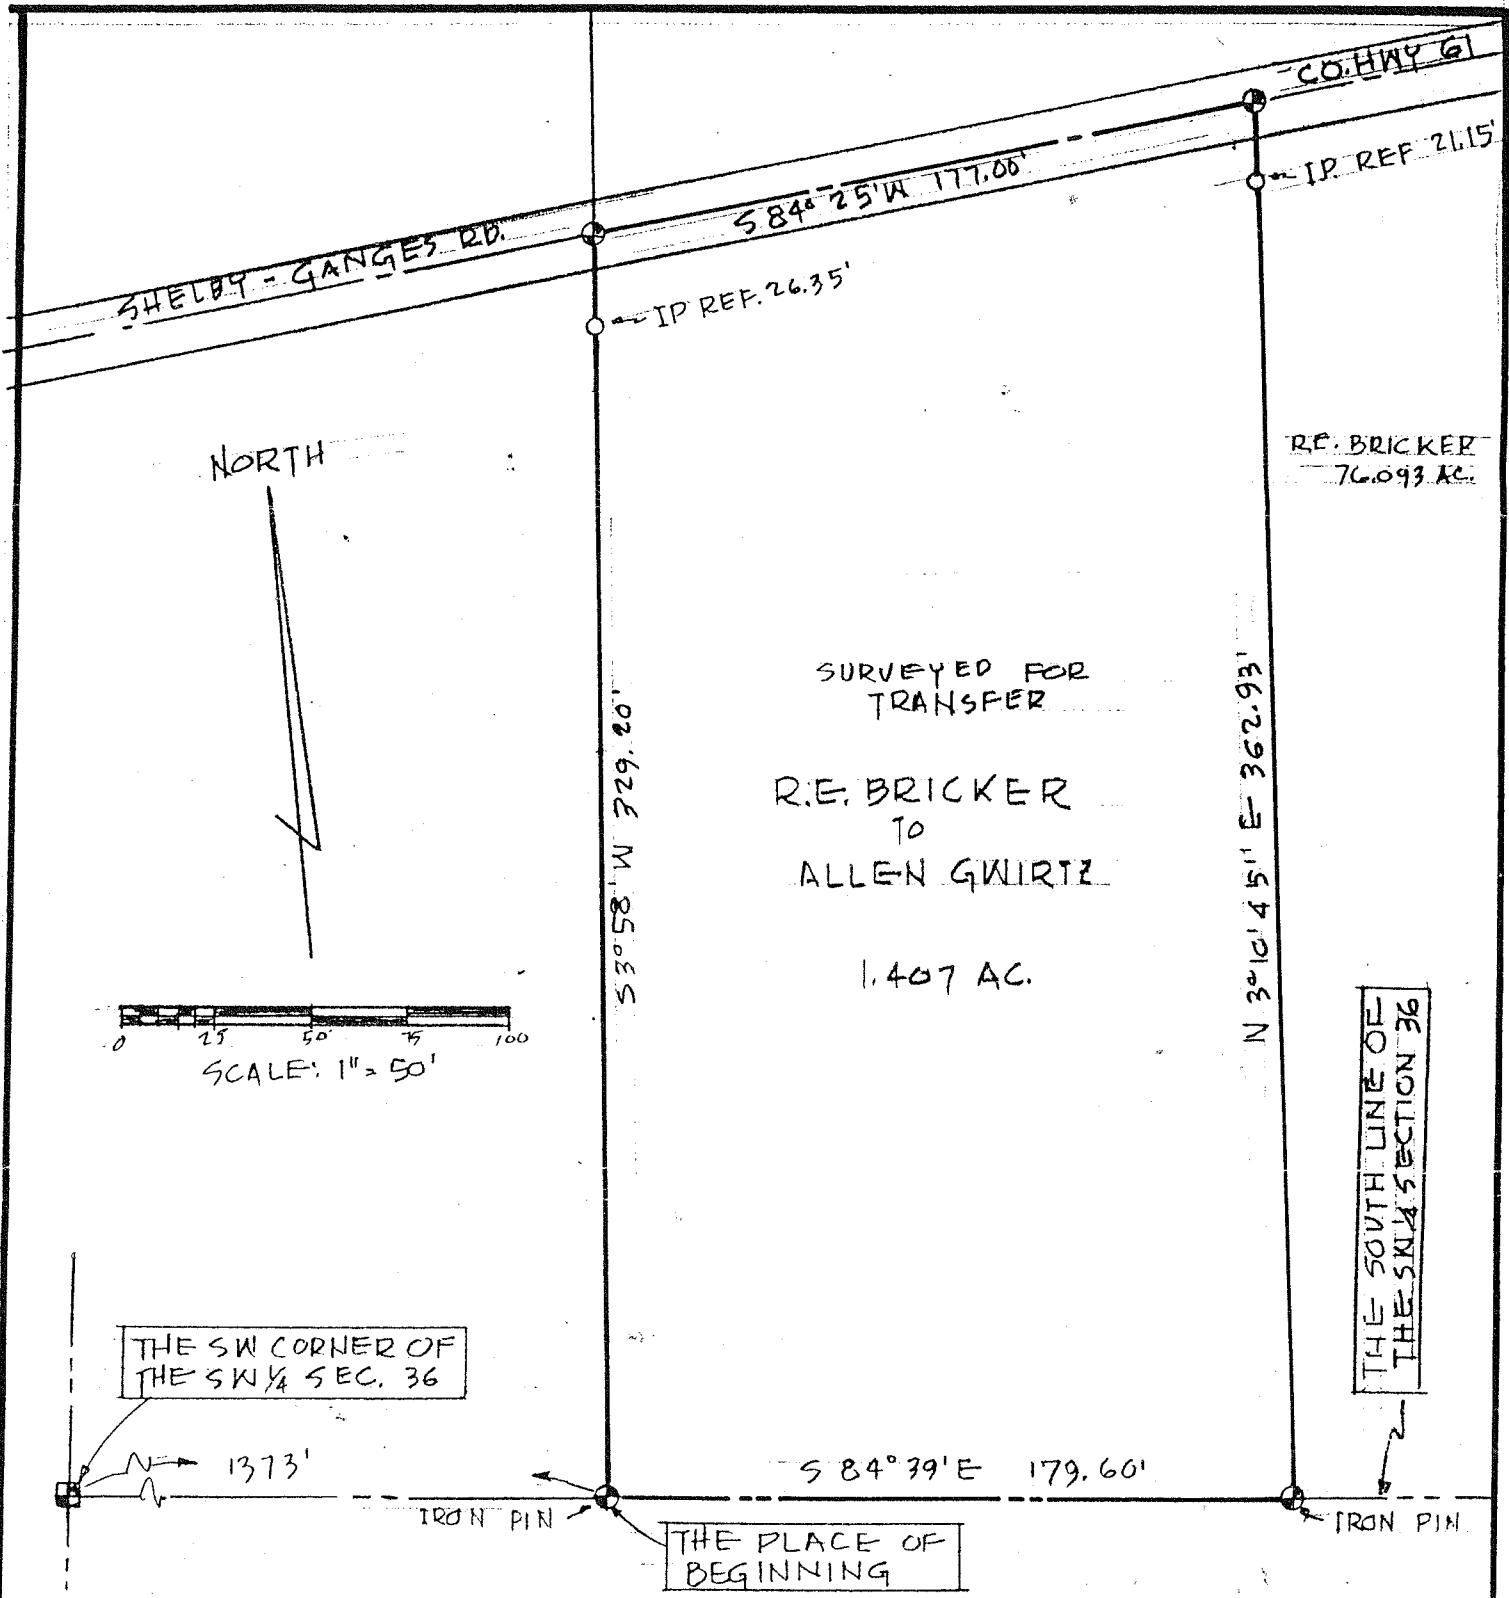 CO. HWY 61
I.P. REF 21.15'
S 84° 25' W 177.00'
SHELBY - GANGES RD.
IP REF. 26.35'
NORTH
R.E. BRICKER
76.093 AC.
SURVEYED FOR
TRANSFER
R.E. BRICKER
TO
ALLEN GWIRTZ
1.407 AC.
S 3° 58' W 329.20'
N 3° 10' 45" E 362.93'
0 25 50' 75 100
SCALE: 1" = 50'
THE SOUTH LINE OF
THE SW ¼ SECTION 36
THE SW CORNER OF
THE SW ¼ SEC. 36
1373'
S 84° 39' E 179.60'
IRON PIN
IRON PIN
THE PLACE OF
BEGINNING